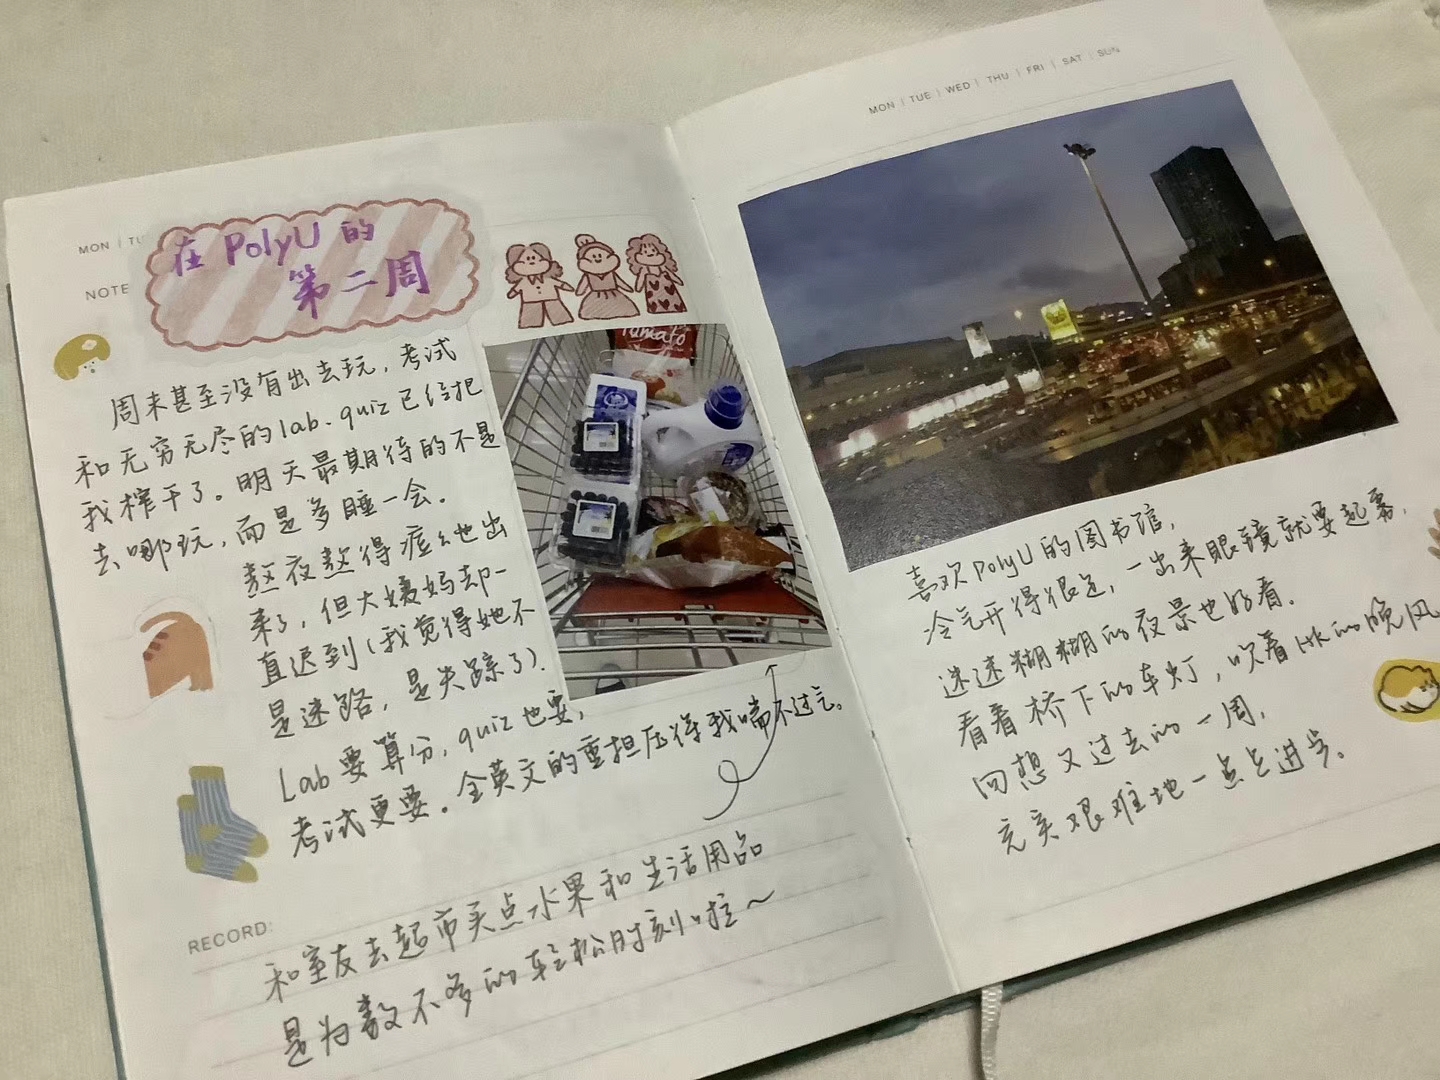 MON | TU
NOTE
在 PolyU 的
第二周
周末甚至没有出去玩，考试
和无穷无尽的lab、quiz已经把
我榨干了。明天最期待的不是
去哪玩，而是多睡一会。
熬夜熬得痘痘也出
来了，但大姨妈却一
直迟到（我觉得她不
是迷路，是失踪了）.
Lab要算分，quiz也要，
考试更要。全英文的重担压得我喘不过气。
RECORD:
和室友去超市买点水果和生活用品
是为数不多的轻松时刻啦～
Tomato
MON | TUE | WED | THU | FRI | SAT | SUN
喜欢PolyU的图书馆，
冷气开得很足，一出来眼镜就要起雾，
迷迷糊糊的夜景也好看.
看着桥下的车灯，吹着HK的晚风
回想又过去的一周，
充实艰难地一点点进步。